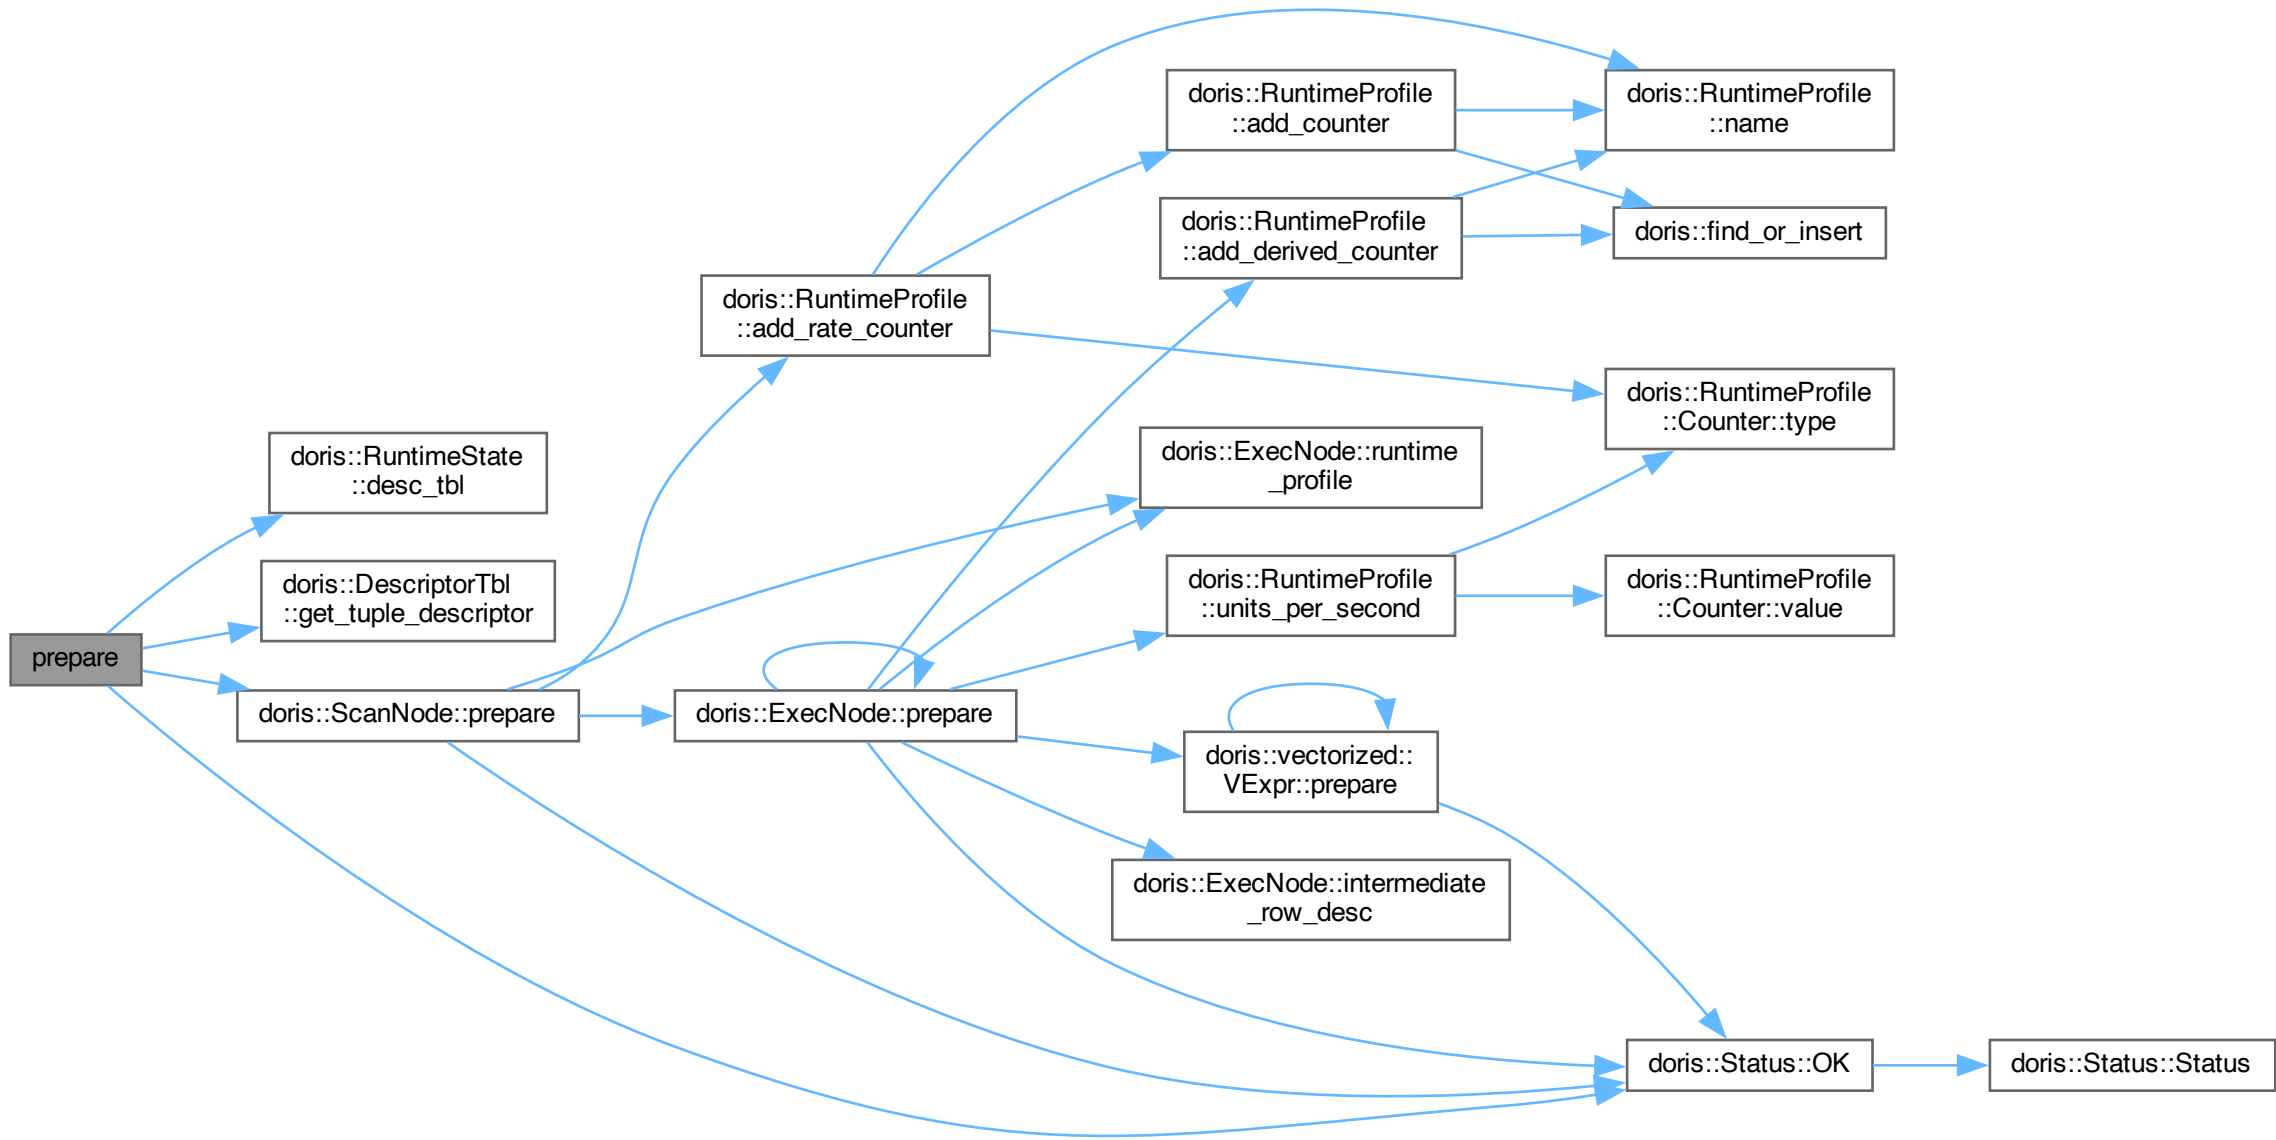 prepare
doris::RuntimeState
::desc_tbl
doris::DescriptorTbl
::get_tuple_descriptor
doris::ScanNode::prepare
doris::RuntimeProfile
::add_rate_counter
doris::ExecNode::prepare
doris::RuntimeProfile
::add_counter
doris::RuntimeProfile
::add_derived_counter
doris::ExecNode::runtime
_profile
doris::RuntimeProfile
::units_per_second
doris::vectorized::
VExpr::prepare
doris::ExecNode::intermediate
_row_desc
doris::RuntimeProfile
::name
doris::find_or_insert
doris::RuntimeProfile
::Counter::type
doris::RuntimeProfile
::Counter::value
doris::Status::OK
doris::Status::Status